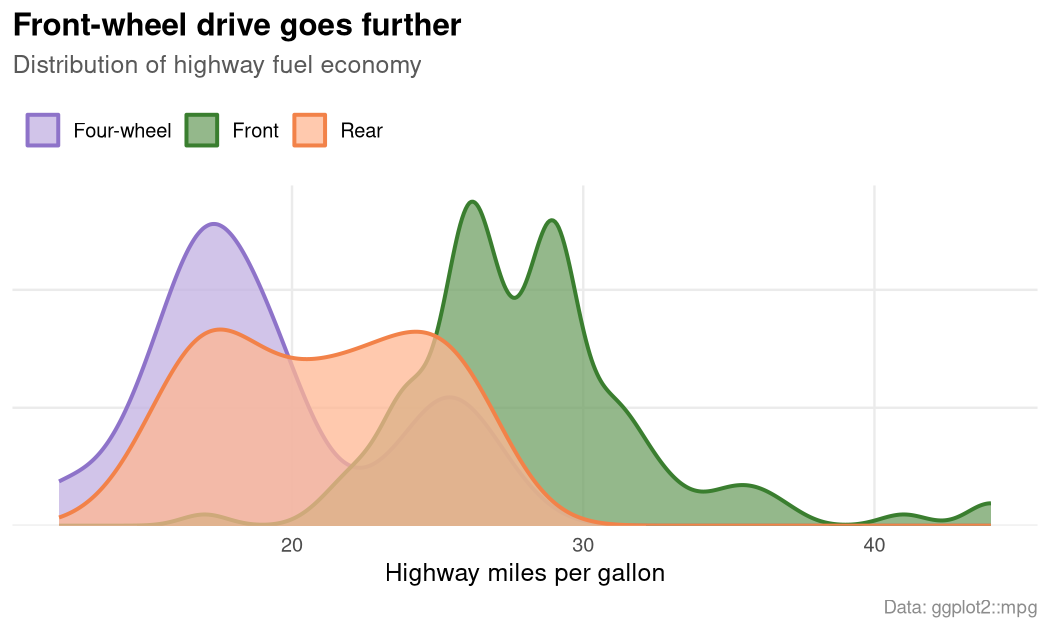 Front-wheel drive goes further
Distribution of highway fuel economy
Four-wheel Front Rear
20 30 40
Highway miles per gallon
Data: ggplot2::mpg